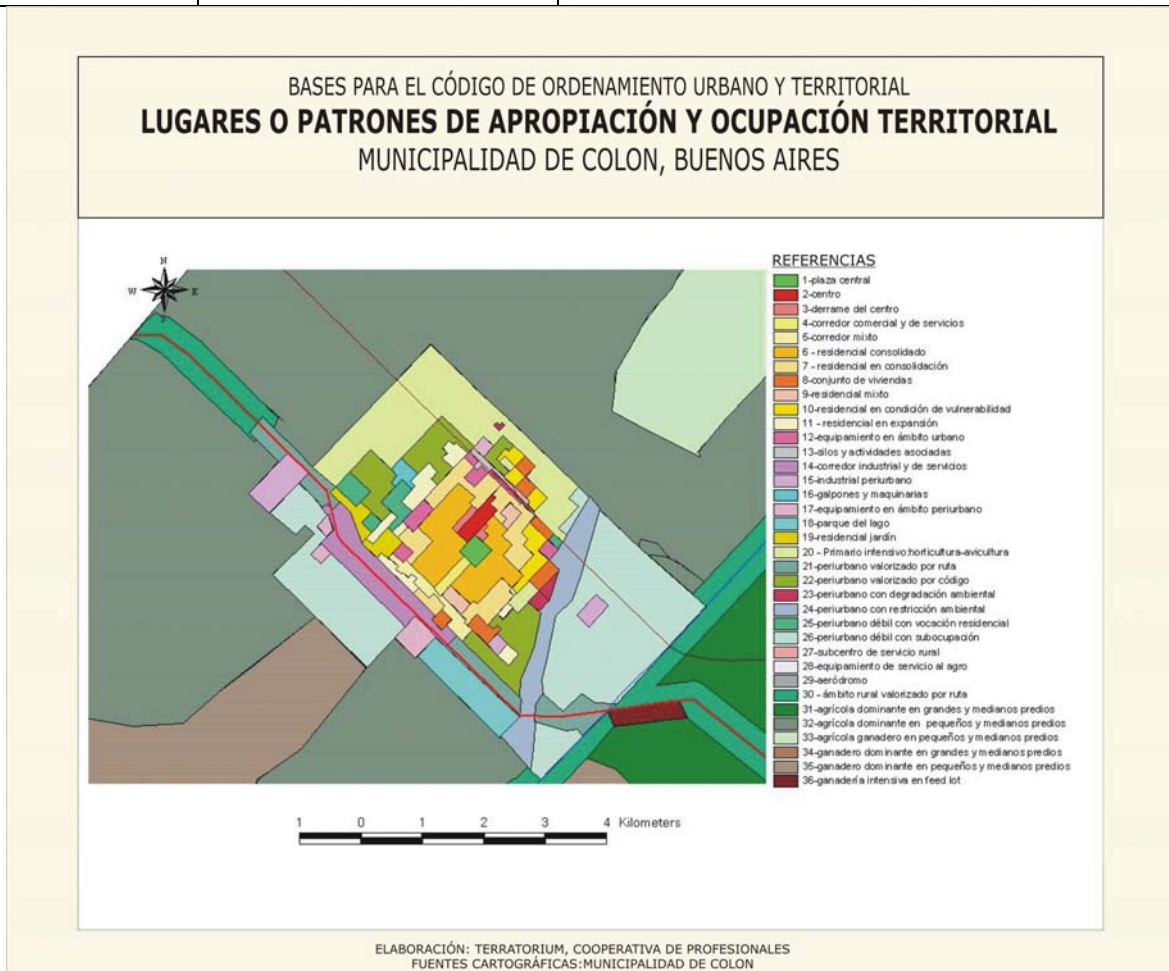 BASES PARA EL CÓDIGO DE ORDENAMIENTO URBANO Y TERRITORIAL
LUGARES O PATRONES DE APROPIACIÓN Y OCUPACIÓN TERRITORIAL
MUNICIPALIDAD DE COLON, BUENOS AIRES
N
W
E
REFERENCIAS
1-plaza central
2-centro
3-derrame del centro
4-corredor comercial y de servicios
5-corredor mixto
6 - residencial consolidado
7 - residencial en consolidación
8-conjunto de viviendas
9-residencial mixto
10-residencial en condición de vulnerabilidad
11 - residencial en expansión
12-equipamiento en ámbito urbano
13-silos y actividades asociadas
14-corredor industrial y de servicios
15-industrial periurbano
16-galpones y maquinarias
17-equipamiento en ámbito periurbano
18-parque del lago
19-residencial jardín
20 - Primario intensivo:horticultura-avicultura
21-periurbano valorizado por ruta
22-periurbano valorizado por código
23-periurbano con degradación ambiental
24-periurbano con restricción ambiental
25-periurbano débil con vocación residencial
26-periurbano débil con subocupación
27-subcentro de servicio rural
28-equipamiento de servicio al agro
29-aeródromo
30 - ámbito rural valorizado por ruta
31-agrícola dominante en grandes y medianos predios
32-agrícola dominante en pequeños y medianos predios
33-agrícola ganadero en pequeños y medianos predios
34-ganadero dominante en grandes y medianos predios
35-ganadero dominante en pequeños y medianos predios
36-ganadería intensiva en feed lot
1 0 1 2 3 4 Kilometers
ELABORACIÓN: TERRATORIUM, COOPERATIVA DE PROFESIONALES
FUENTES CARTOGRÁFICAS:MUNICIPALIDAD DE COLON